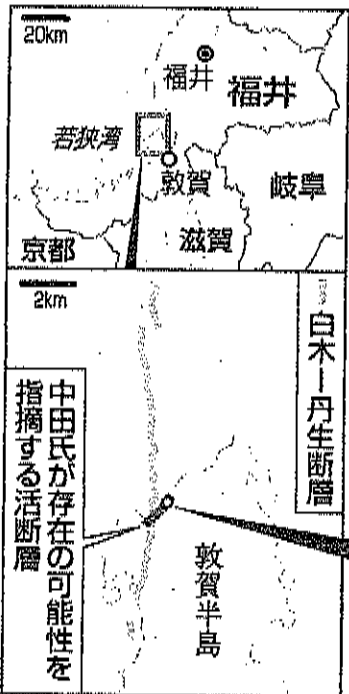 20km
福井
福井
若狭湾
敦賀
岐阜
滋賀
京都
2km
白木ー丹生断層
中田氏が存在の可能性を
指摘する活断層
敦賀半島